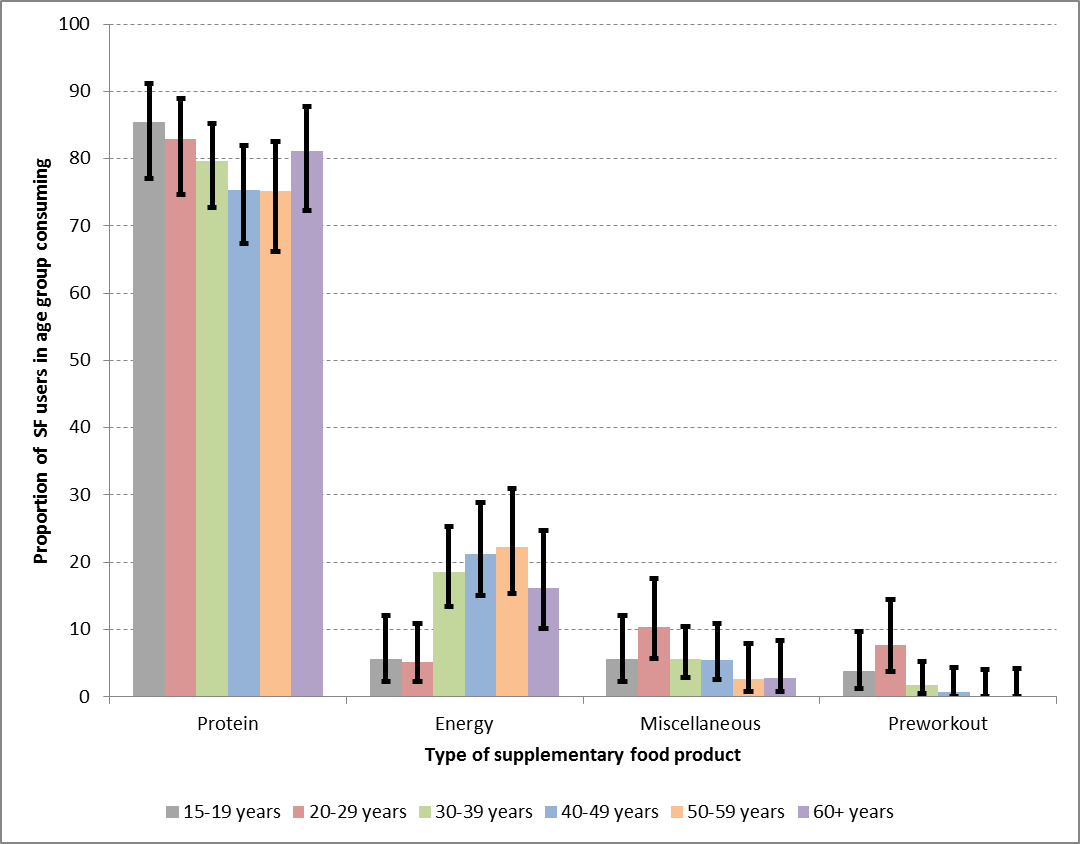 100
90
80
70
60
50
40
30
20
10
0
Proportion of SF users in age group consuming
Protein Energy Miscellaneous Preworkout
Type of supplementary food product
15-19 years 20-29 years 30-39 years 40-49 years 50-59 years 60+ years